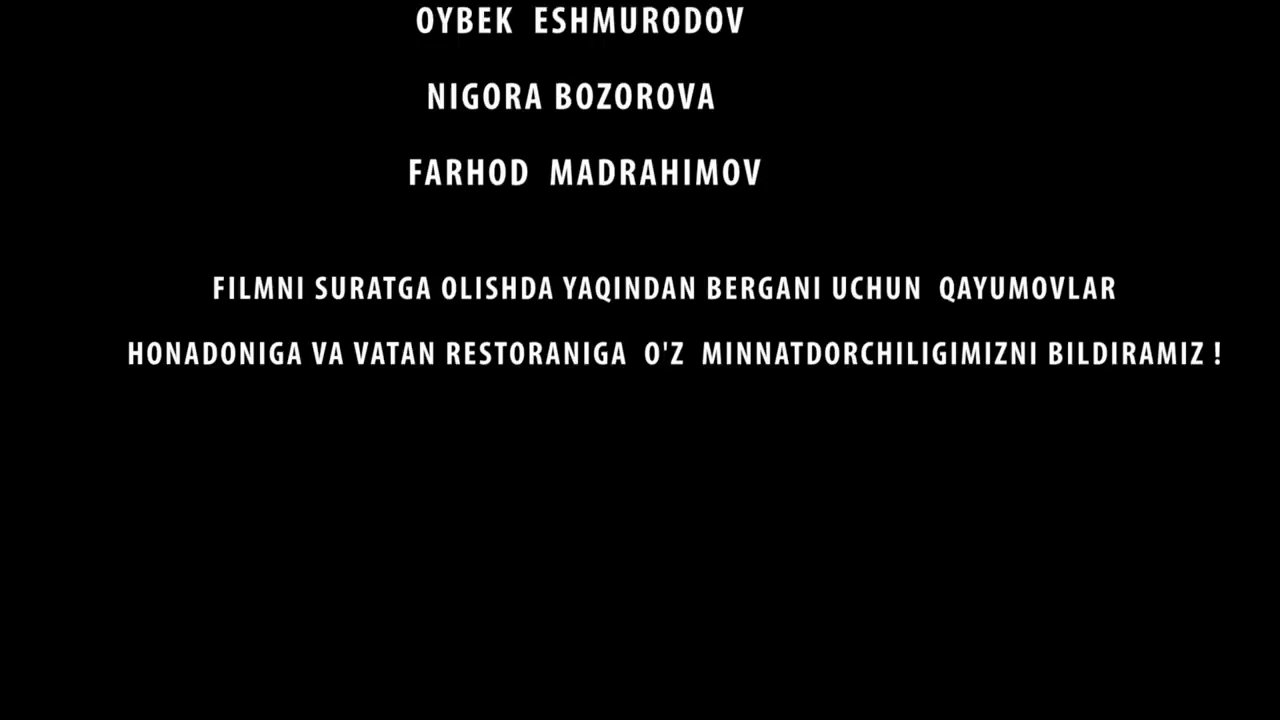 OYBEK ESHMURODOV
NIGORA BOZOROVA
FARHOD MADRAHIMOV
FILMNI SURATGA OLISHDA YAQINDAN BERGANI UCHUN QAYUMOVLAR
HONADONIGA VA VATAN RESTORANIGA O'Z MINNATDORCHILIGIMIZNI BILDIRAMIZ !